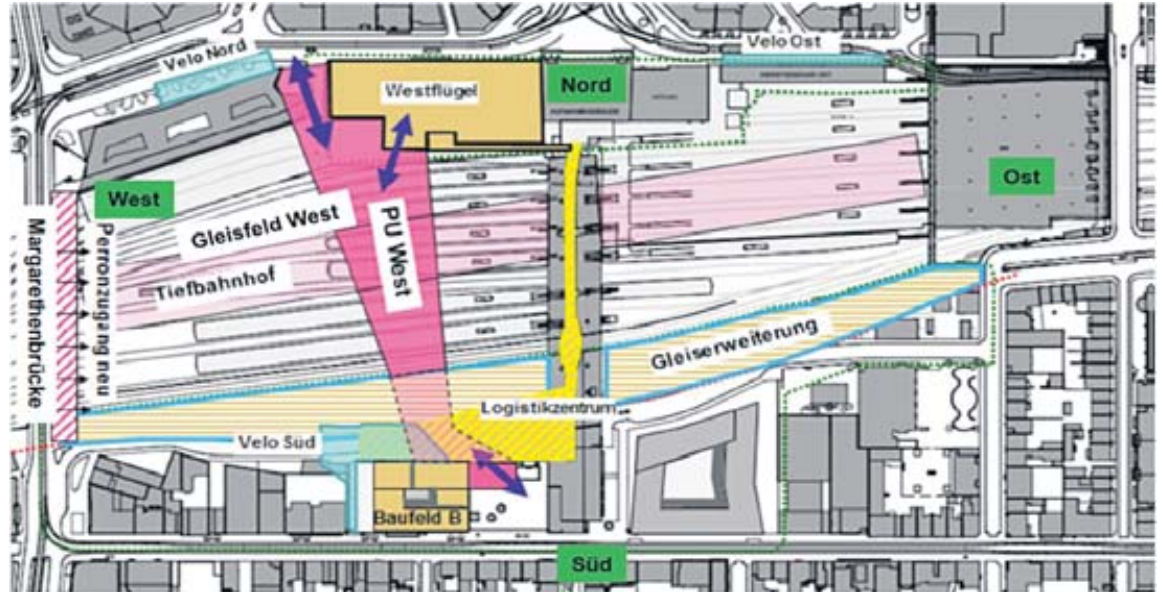 Velo Nord
Velo Ost
Westflügel
Nord
West
Ost
Gleisfeld West
PU West
Tiefbahnhof
Margarethenbrücke
Perronzugang neu
Gleiserweiterung
Logistikzentrum
Velo Süd
Baufeld B
Süd